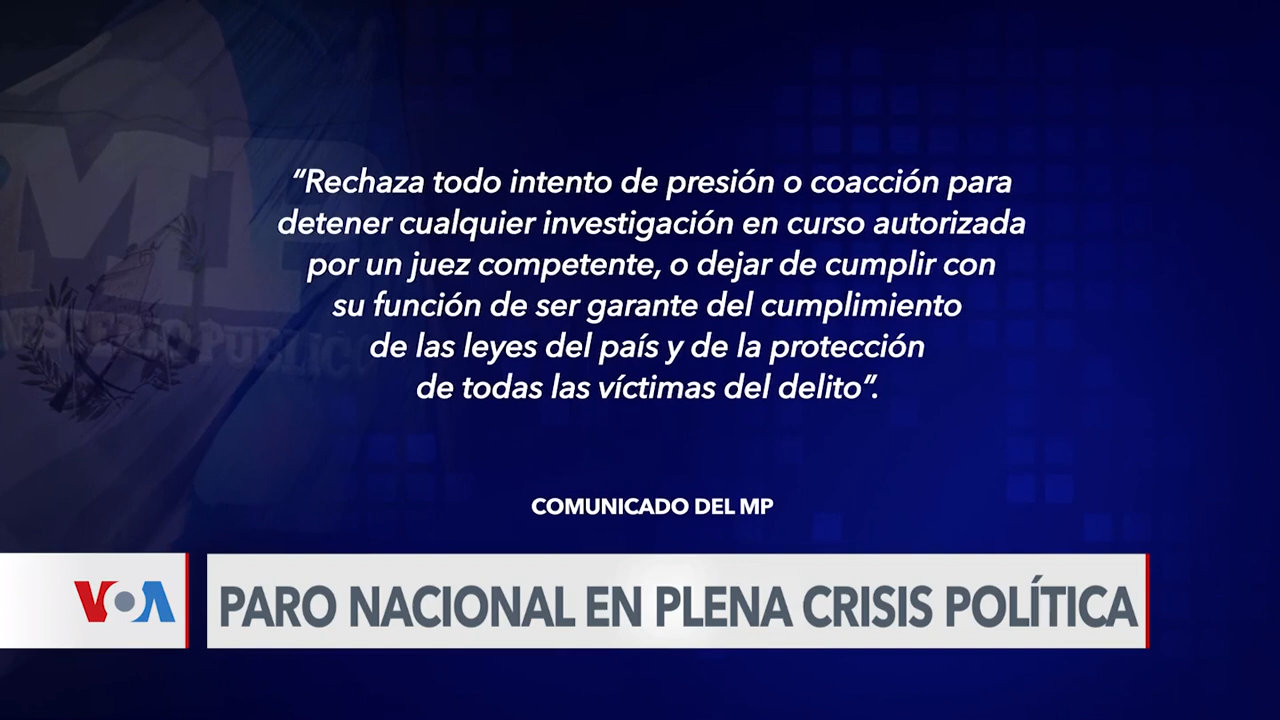 “Rechaza todo intento de presión o coacción para
detener cualquier investigación en curso autorizada
por un juez competente, o dejar de cumplir con
su función de ser garante del cumplimiento
de las leyes del país y de la protección
de todas las víctimas del delito”.
MP
COMUNICADO DEL MP
VOA
PARO NACIONAL EN PLENA CRISIS POLÍTICA